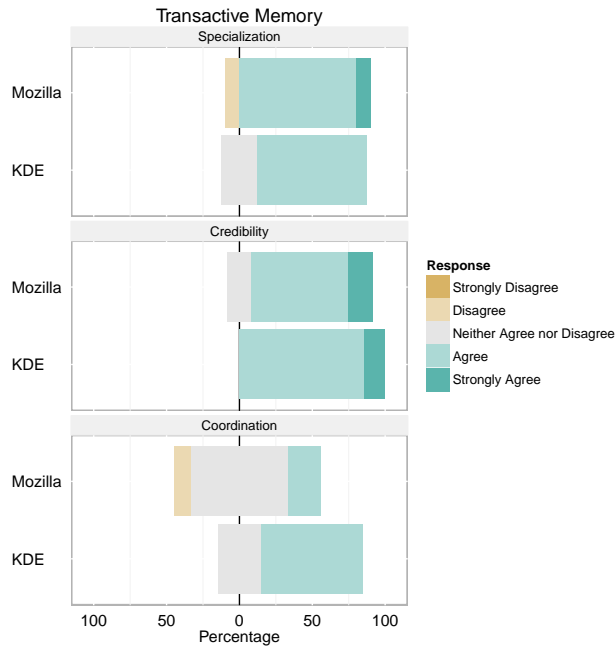 Transactive Memory
Specialization
Mozilla
KDE
Credibility
Mozilla
KDE
Coordination
Mozilla
KDE
100 50 0 50 100
Percentage
Response
Strongly Disagree
Disagree
Neither Agree nor Disagree
Agree
Strongly Agree